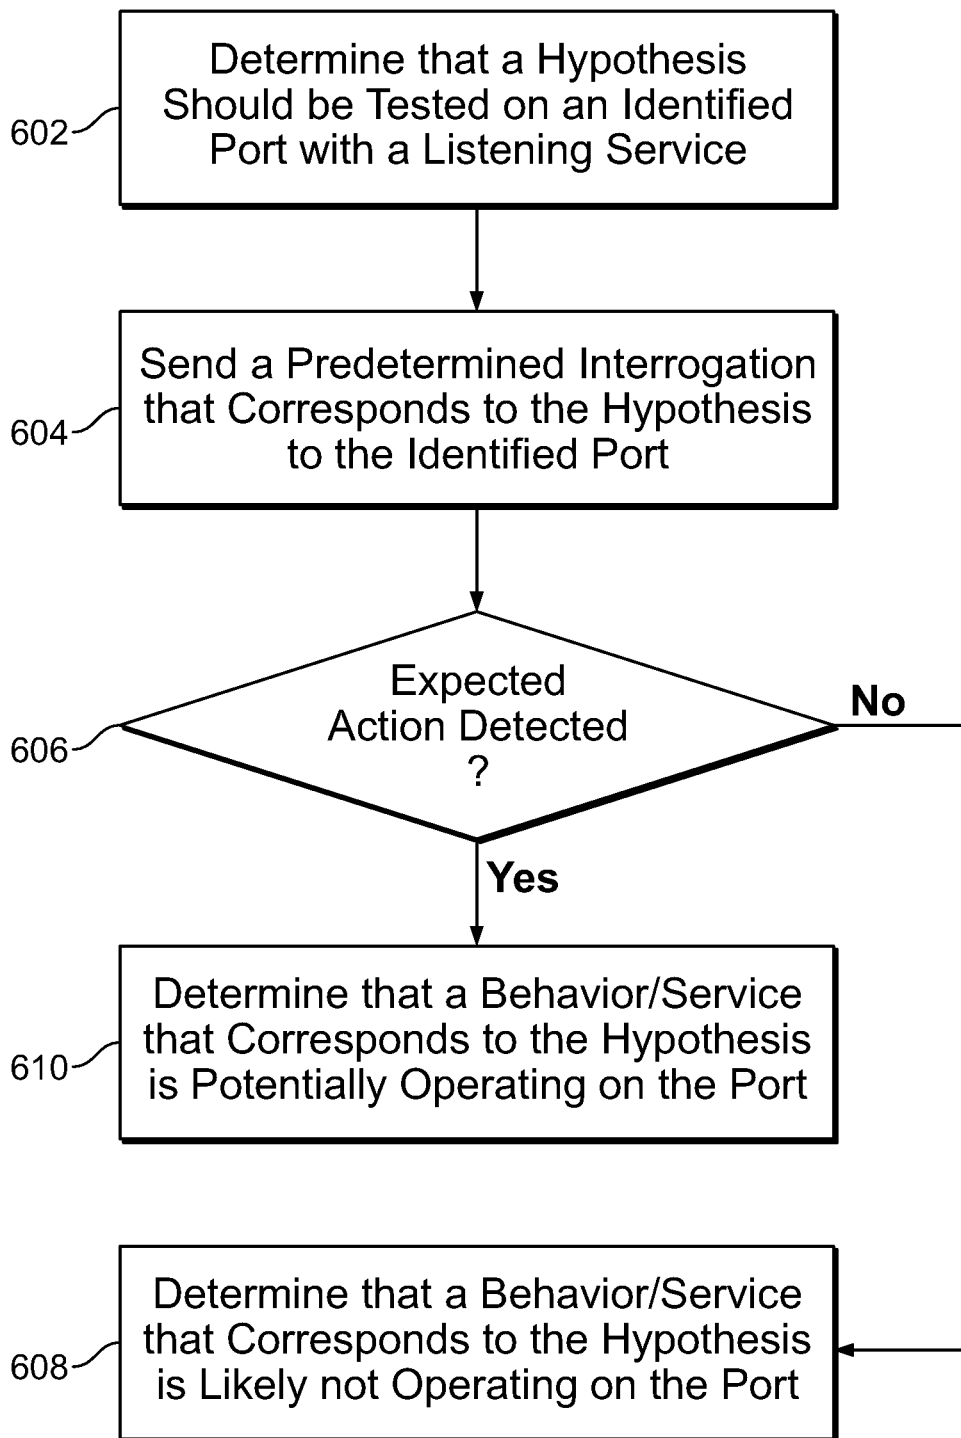 Determine that a Hypothesis
Should be Tested on an Identified
Port with a Listening Service
602
Send a Predetermined Interrogation
that Corresponds to the Hypothesis
to the Identified Port
604
Expected
Action Detected
?
606
No
Yes
Determine that a Behavior/Service
that Corresponds to the Hypothesis
is Potentially Operating on the Port
610
Determine that a Behavior/Service
that Corresponds to the Hypothesis
is Likely not Operating on the Port
608